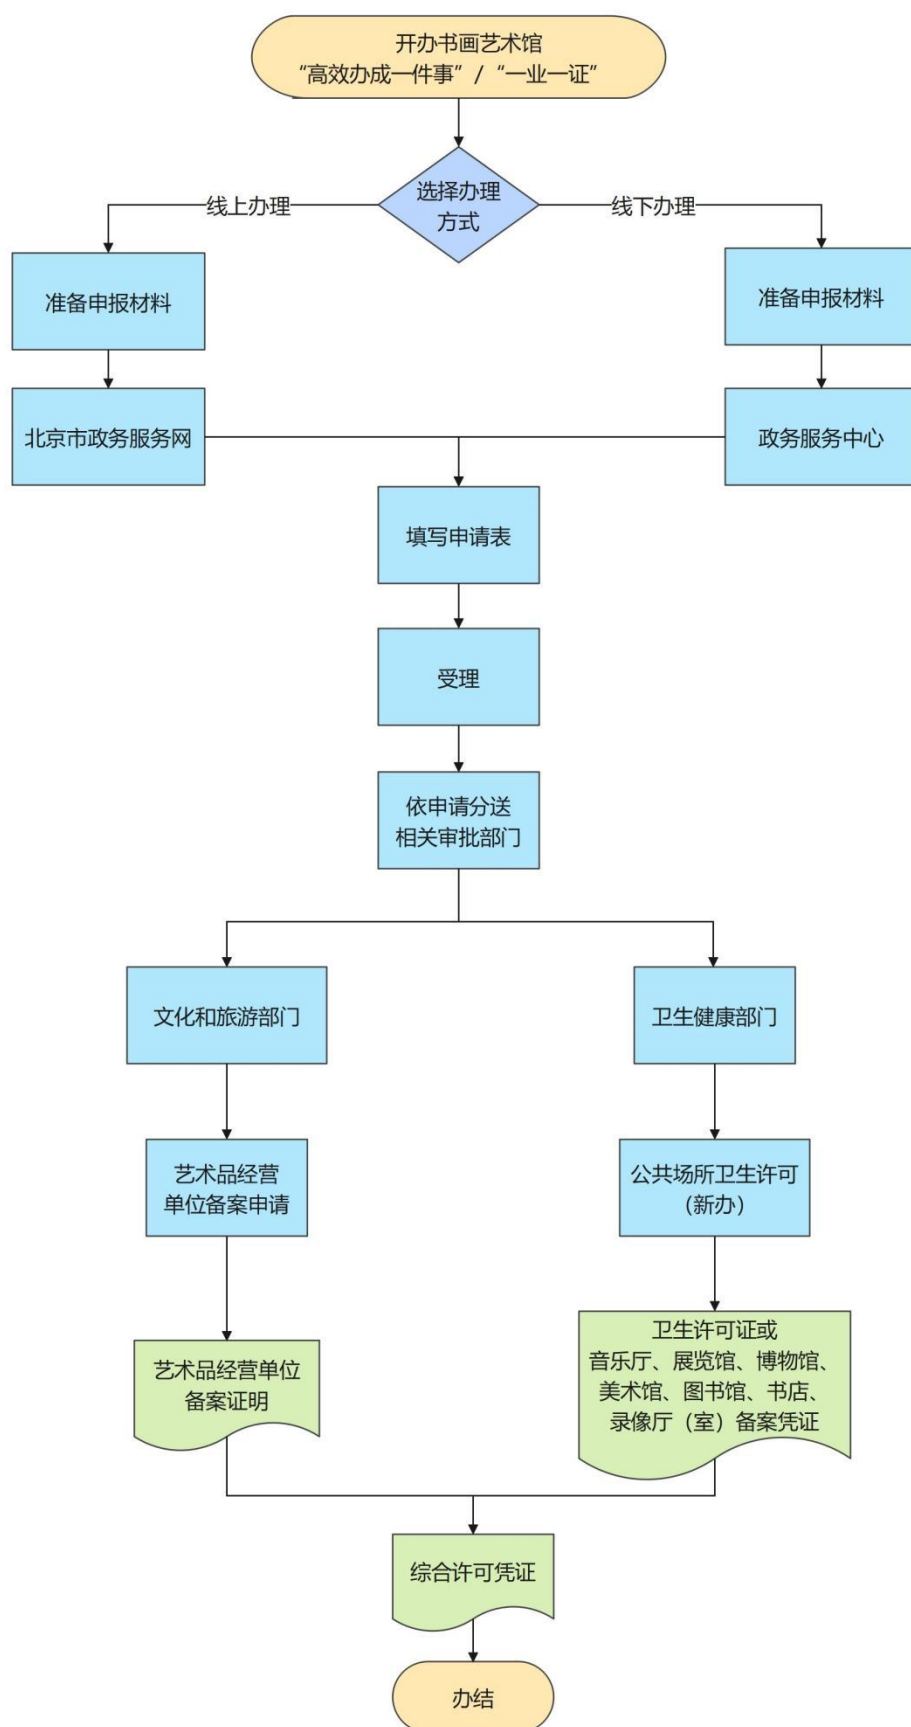 开办书画艺术馆
“高效办成一件事”/“一业一证”
选择办理
方式
线上办理
线下办理
准备申报材料
准备申报材料
北京市政务服务网
政务服务中心
填写申请表
受理
依申请分送
相关审批部门
文化和旅游部门
卫生健康部门
艺术品经营
单位备案申请
公共场所卫生许可
（新办）
艺术品经营单位
备案证明
卫生许可证或
音乐厅、展览馆、博物馆、
美术馆、图书馆、书店、
录像厅（室）备案凭证
综合许可凭证
办结